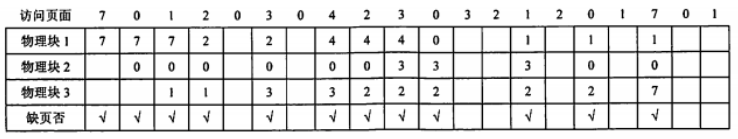 访问页面 7 0 1 2 0 3 0 4 2 3 0 3 2 1 2 0 1 7 0 1
物理块 1 7 7 7 2 2 4 4 4 0 1 1 1
物理块 2 0 0 0 0 0 0 3 3 3 0 0
物理块 3 1 1 3 3 2 2 2 2 2 7
缺页否 √ √ √ √ √ √ √ √ √ √ √ √